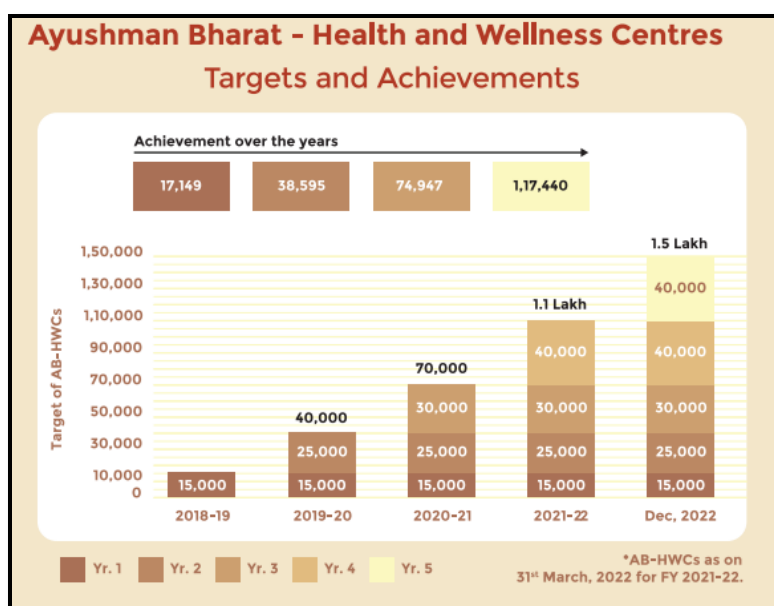 Ayushman Bharat - Health and Wellness Centres
Targets and Achievements
Achievement over the years
17,149 38,595 74,947 1,17,440
Target of AB-HWCs
1,50,000
1,30,000
1,10,000
90,000
70,000
50,000
30,000
10,000
0
15,000
40,000
25,000
15,000
70,000
30,000
25,000
15,000
1.1 Lakh
40,000
30,000
25,000
15,000
1.5 Lakh
40,000
40,000
30,000
25,000
15,000
2018-19 2019-20 2020-21 2021-22 Dec, 2022
Yr. 1 Yr. 2 Yr. 3 Yr. 4 Yr. 5
*AB-HWCs as on
31st March, 2022 for FY 2021-22.